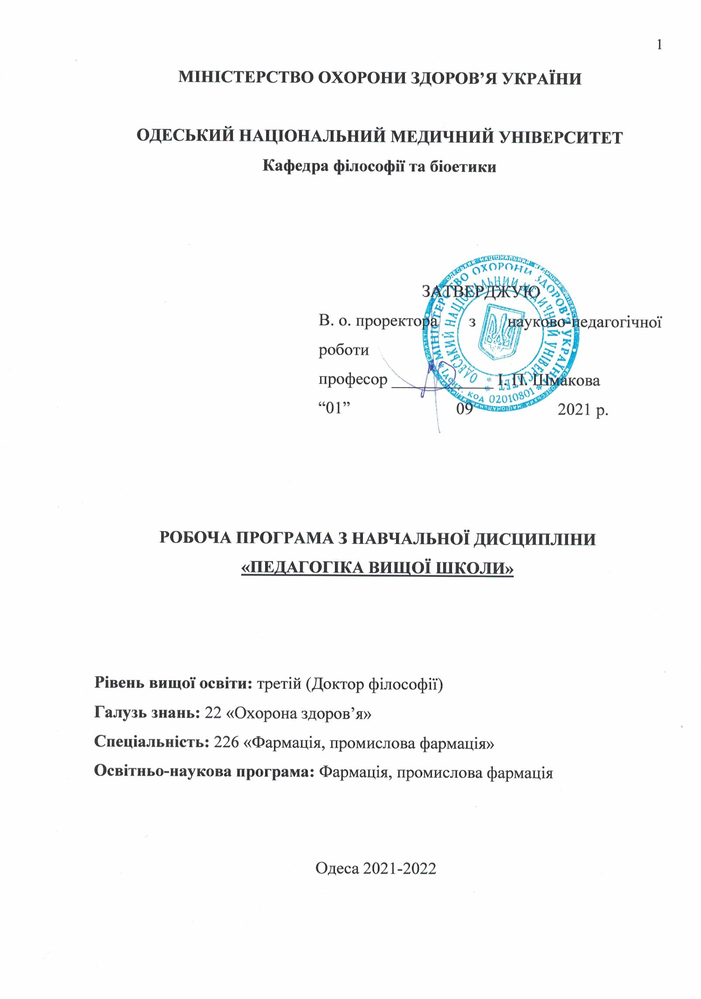 1
МІНІСТЕРСТВО ОХОРОНИ ЗДОРОВ’Я УКРАЇНИ
ОДЕСЬКИЙ НАЦІОНАЛЬНИЙ МЕДИЧНИЙ УНІВЕРСИТЕТ
Кафедра філософії та біоетики
ЗАТВЕРДЖУЮ
В. о. проректора з науково-педагогічної
роботи
професор ____________ І. П. Шмакова
“01” 09 2021 р.
МІНІСТЕРСТВО ОХОРОНИ ЗДОРОВ’Я УКРАЇНИ
* Ідент. код 02010801 *
ОДЕСЬКИЙ НАЦІОНАЛЬНИЙ МЕДИЧНИЙ УНІВЕРСИТЕТ
РОБОЧА ПРОГРАМА З НАВЧАЛЬНОЇ ДИСЦИПЛІНИ
«ПЕДАГОГІКА ВИЩОЇ ШКОЛИ»
Рівень вищої освіти: третій (Доктор філософії)
Галузь знань: 22 «Охорона здоров’я»
Спеціальність: 226 «Фармація, промислова фармація»
Освітньо-наукова програма: Фармація, промислова фармація
Одеса 2021-2022